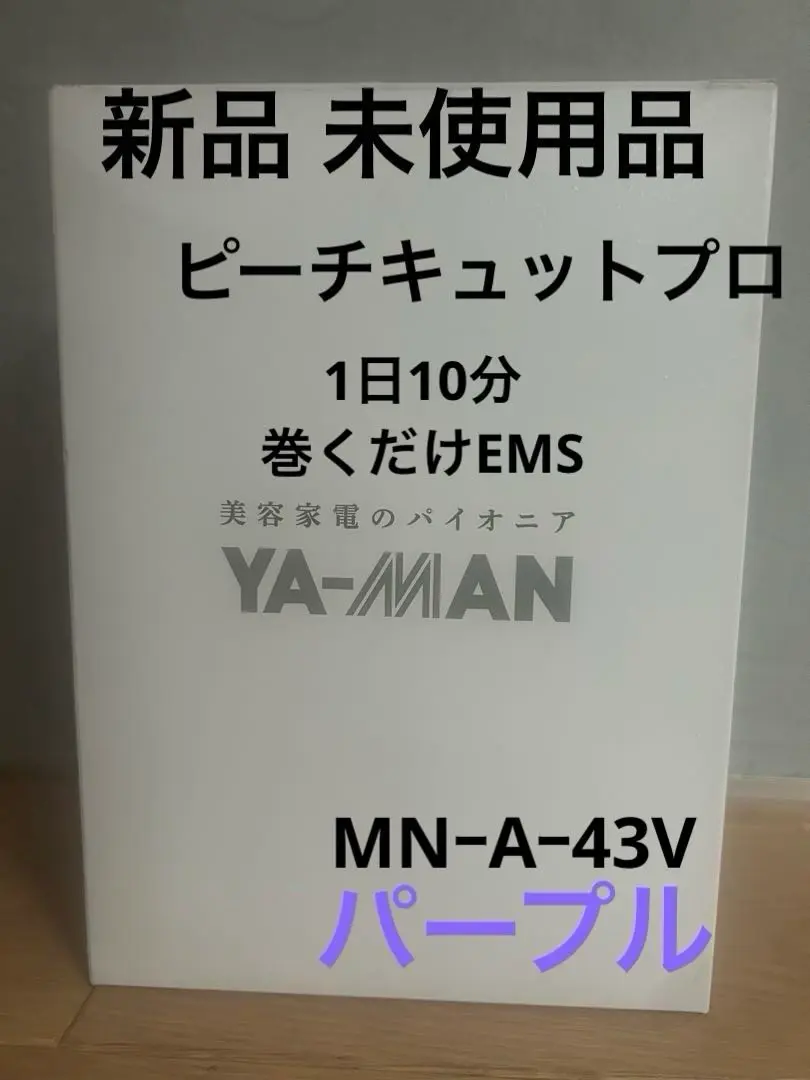 新品 未使用品
ピーチキュットプロ
1日10分
巻くだけEMS
美容家電のパイオニア
YA-MAN
MN-A-43V
パープル